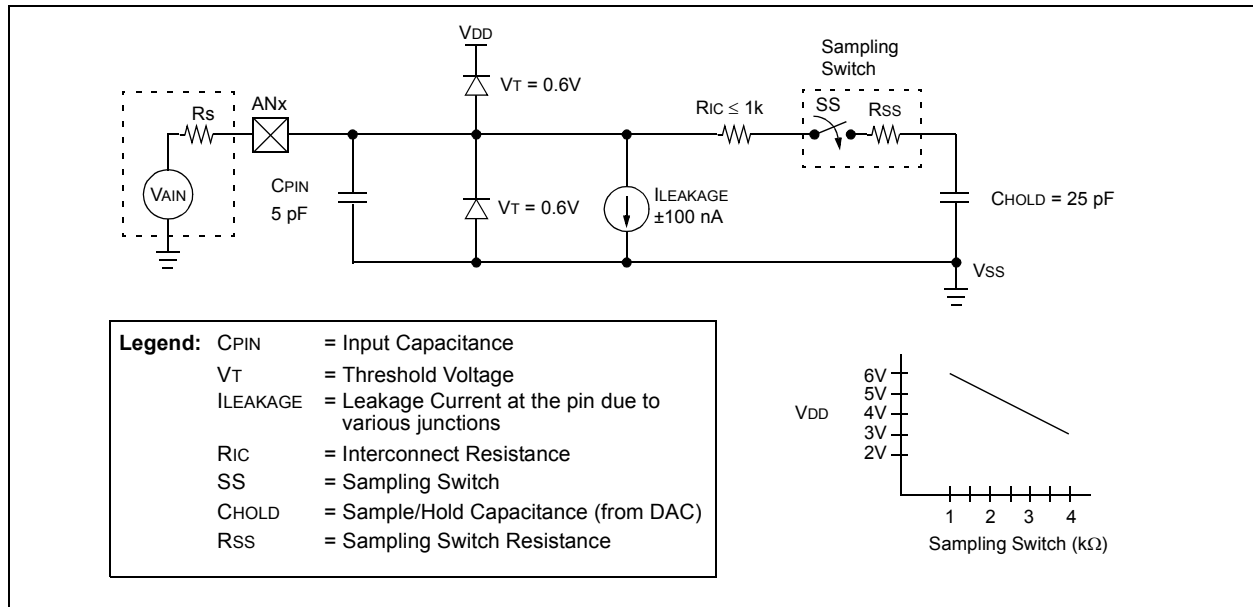 VDD
Sampling
Switch
VT = 0.6V
Rs
ANx
RIC ≤ 1k
SS
RSS
VAIN
CPIN
5 pF
VT = 0.6V
ILEAKAGE
±100 nA
CHOLD = 25 pF
VSS
Legend: CPIN = Input Capacitance
VT = Threshold Voltage
ILEAKAGE = Leakage Current at the pin due to
various junctions
RIC = Interconnect Resistance
SS = Sampling Switch
CHOLD = Sample/Hold Capacitance (from DAC)
RSS = Sampling Switch Resistance
6V
5V
VDD
4V
3V
2V
1 2 3 4
Sampling Switch (kΩ)